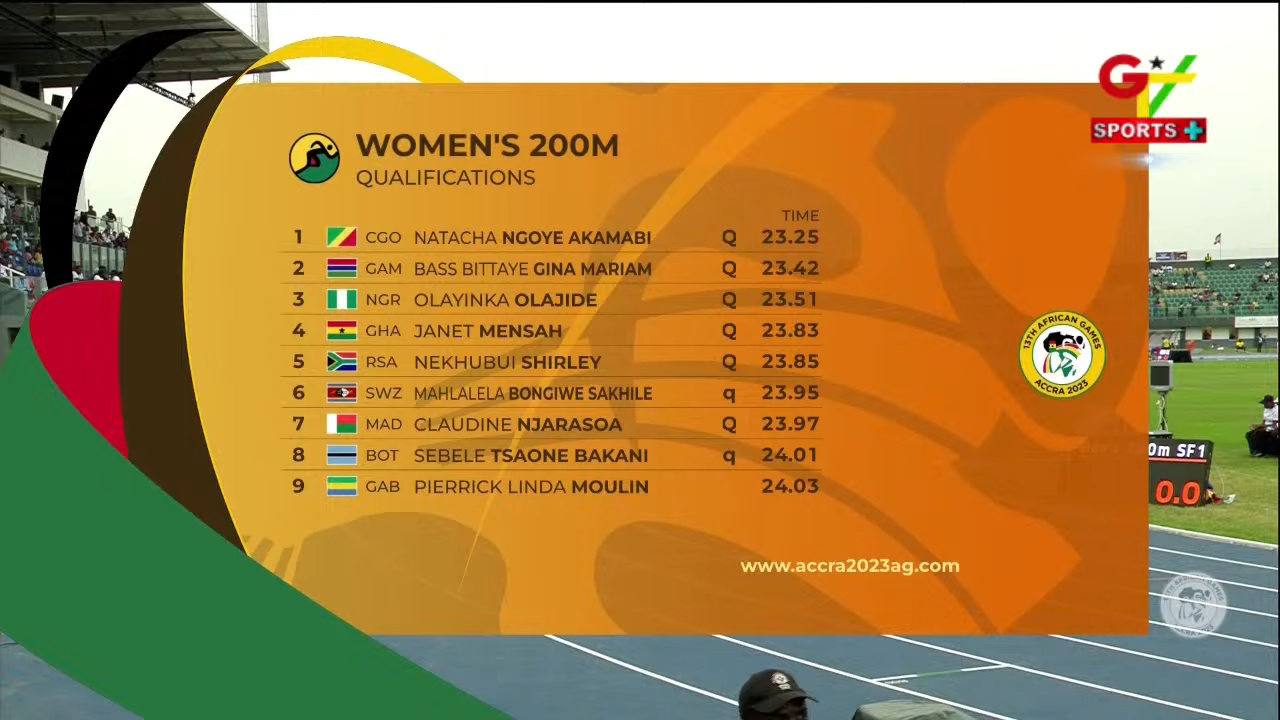 GTV
SPORTS +
WOMEN'S 200M
QUALIFICATIONS
TIME
1 CGO NATACHA NGOYE AKAMABI Q 23.25
2 GAM BASS BITTAYE GINA MARIAM Q 23.42
3 NGR OLAYINKA OLAJIDE Q 23.51
4 GHA JANET MENSAH Q 23.83
5 RSA NEKHUBUI SHIRLEY Q 23.85
6 SWZ MAHLALELA BONGIWE SAKHILE q 23.95
7 MAD CLAUDINE NJARASOA Q 23.97
8 BOT SEBELE TSAONE BAKANI q 24.01
9 GAB PIERRICK LINDA MOULIN 24.03
13TH AFRICAN GAMES
ACCRA 2023
0m SF1
0.0
www.accra2023ag.com